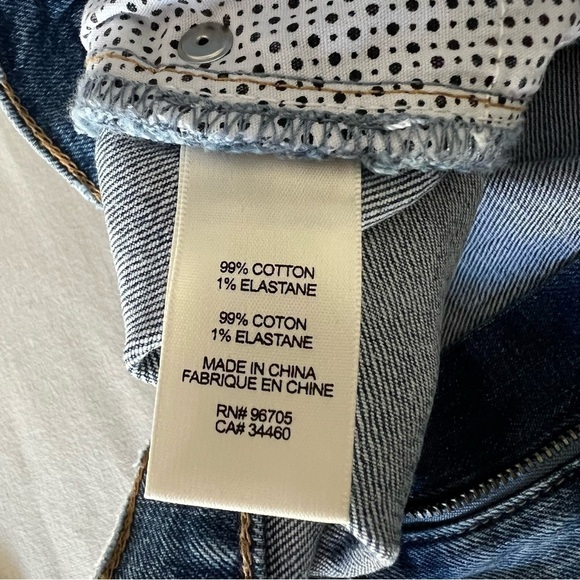 99% COTTON
1% ELASTANE
99% COTON
1% ELASTANE
MADE IN CHINA
FABRIQUE EN CHINE
RN# 96705
CA# 34460